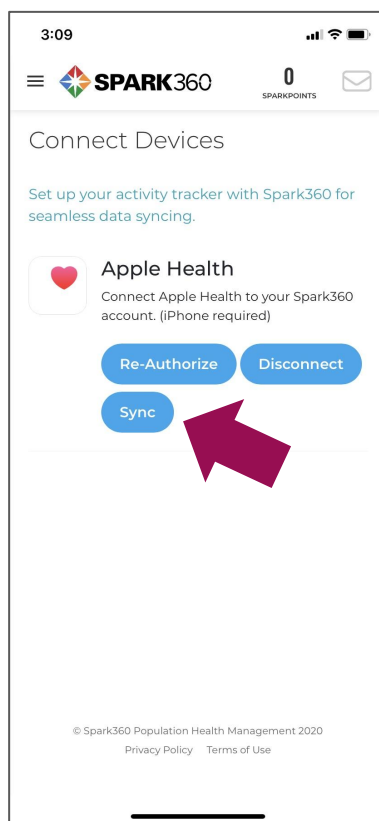 3:09
SPARK360
0
SPARKPOINTS
Connect Devices
Set up your activity tracker with Spark360 for
seamless data syncing.
Apple Health
Connect Apple Health to your Spark360
account. (iPhone required)
Re-Authorize Disconnect
Sync
© Spark360 Population Health Management 2020
Privacy Policy Terms of Use